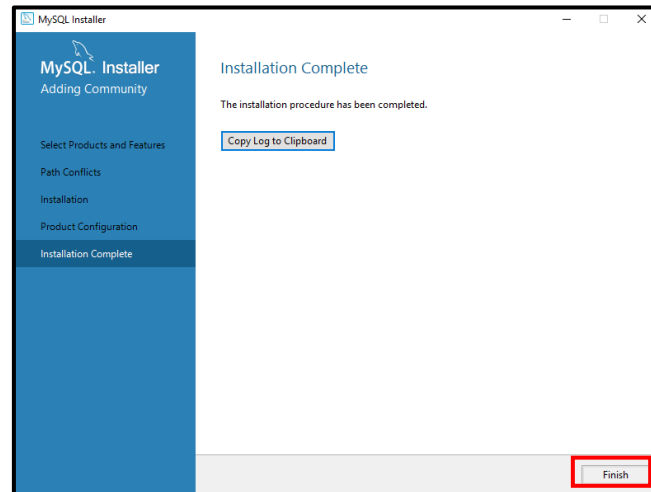 MySQL Installer
MySQL. Installer
Adding Community
Select Products and Features
Path Conflicts
Installation
Product Configuration
Installation Complete
Installation Complete
The installation procedure has been completed.
Copy Log to Clipboard
Finish